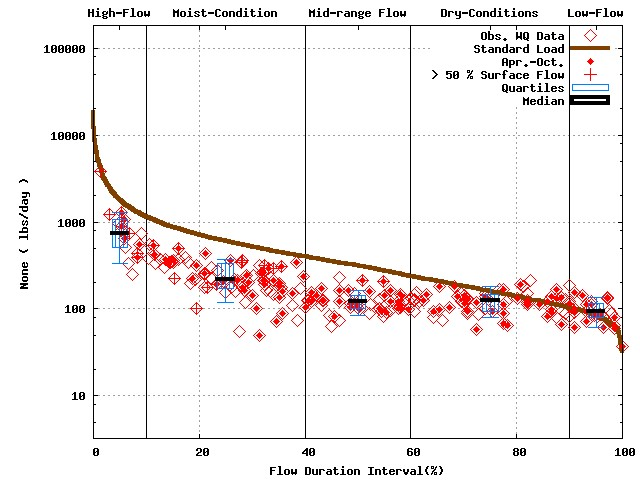 High-Flow Moist-Condition Mid-range Flow Dry-Conditions Low-Flow
Obs. WQ Data
Standard Load
Apr.-Oct.
> 50 % Surface Flow
Quartiles
Median
100000
10000
1000
100
10
None ( lbs/day )
0 20 40 60 80 100
Flow Duration Interval(%)